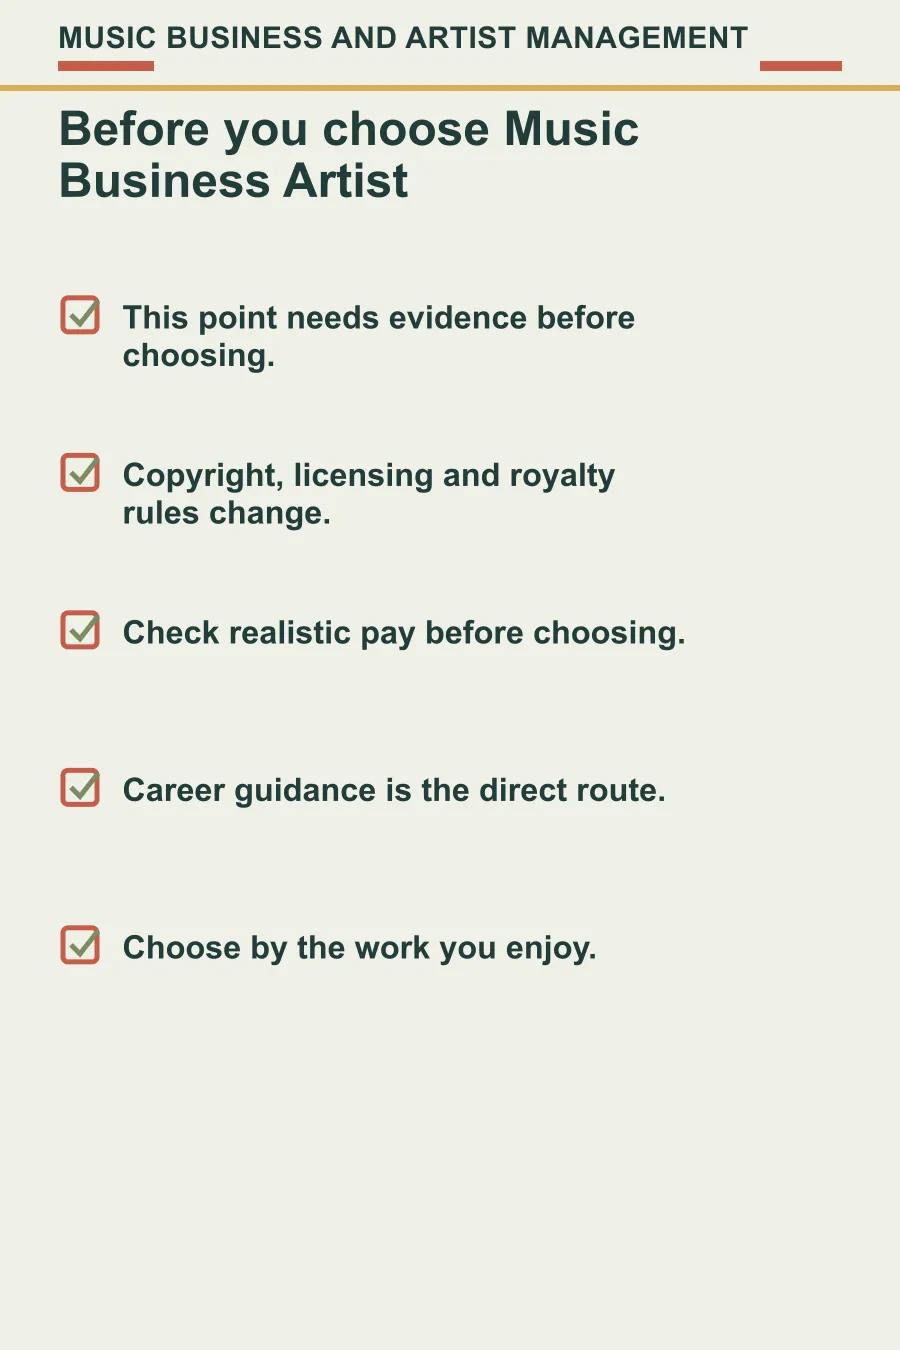 MUSIC BUSINESS AND ARTIST MANAGEMENT
Before you choose Music
Business Artist
This point needs evidence before
choosing.
Copyright, licensing and royalty
rules change.
Check realistic pay before choosing.
Career guidance is the direct route.
Choose by the work you enjoy.